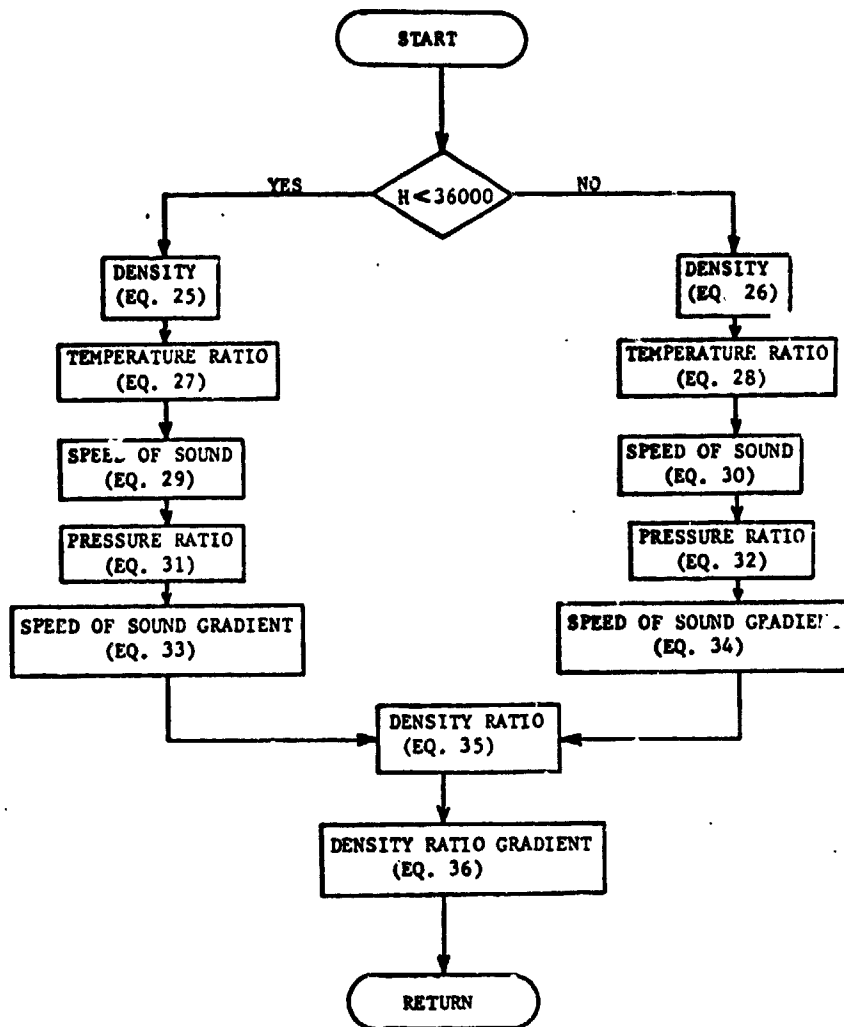 START
H<36000
YES
NO
DENSITY
(EQ. 25)
TEMPERATURE RATIO
(EQ. 27)
SPEED OF SOUND
(EQ. 29)
PRESSURE RATIO
(EQ. 31)
SPEED OF SOUND GRADIENT
(EQ. 33)
DENSITY
(EQ. 26)
TEMPERATURE RATIO
(EQ. 28)
SPEED OF SOUND
(EQ. 30)
PRESSURE RATIO
(EQ. 32)
SPEED OF SOUND
(EQ. 34)
DENSITY RATIO
(EQ. 35)
DENSITY RATIO GRADIENT
(EQ. 36)
RETURN